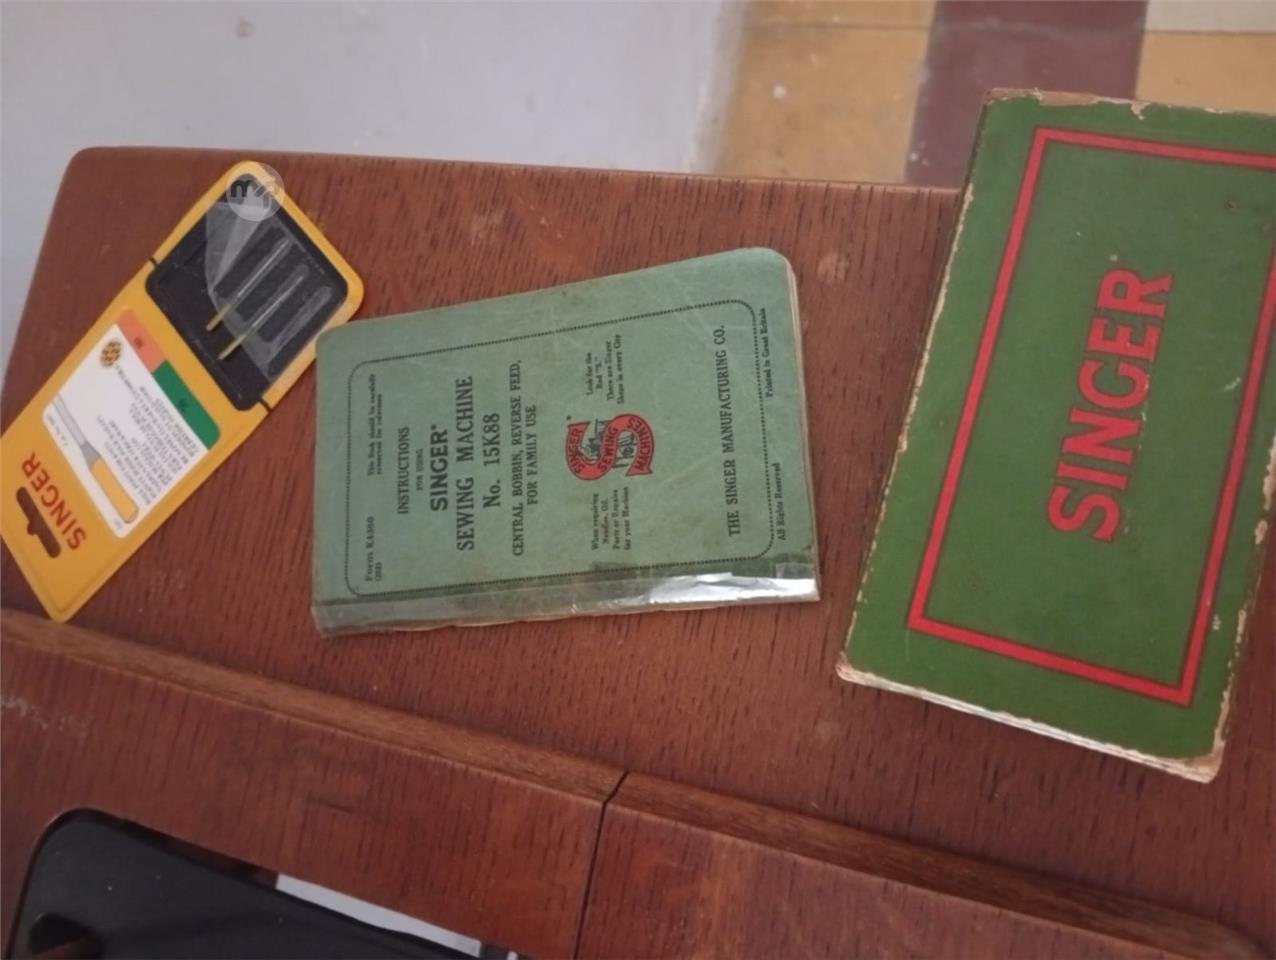 SINGER
Form K4360
This Book should be carefully
preserved for reference
INSTRUCTIONS
FOR USING
SINGER*
SEWING MACHINE
No. 15K88
CENTRAL BOBBIN, REVERSE FEED,
FOR FAMILY USE
When requiring
Needles, Oil,
Parts or Repairs
for your Machine
SINGER
SEWING
MACHINES
Look for the
Red "S."
There are Singer
Shops in every City
THE SINGER MANUFACTURING CO.
All Rights Reserved
Printed in Great Britain
SINGER